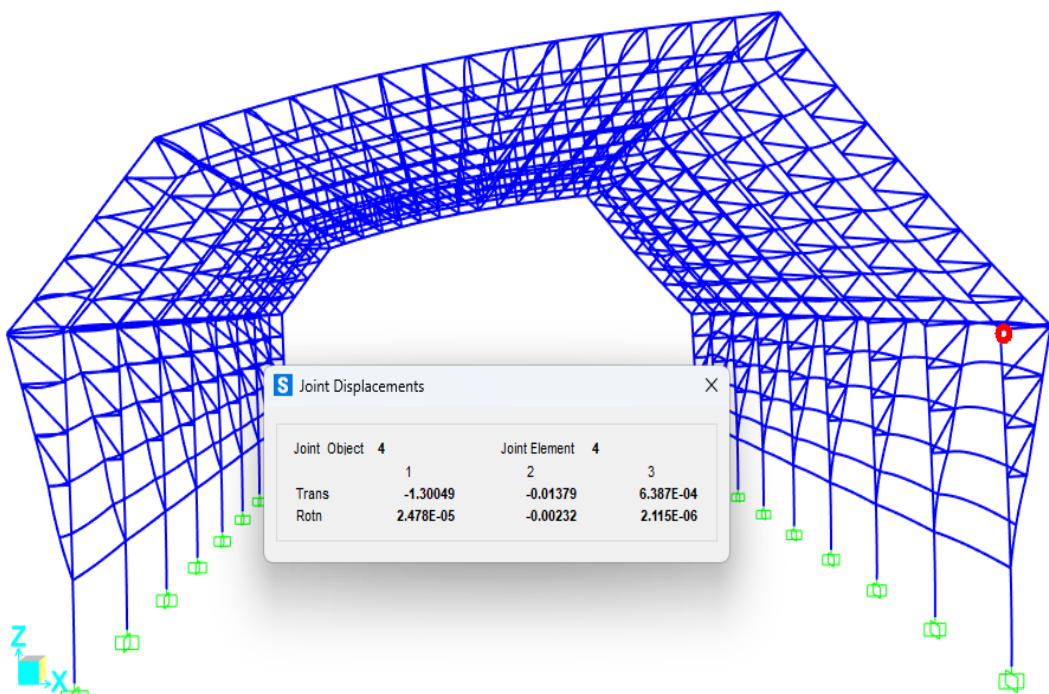 S Joint Displacements
Joint Object 4 Joint Element 4
1 2 3
Trans -1.30049 -0.01379 6.387E-04
Rotn 2.478E-05 -0.00232 2.115E-06
Z
X